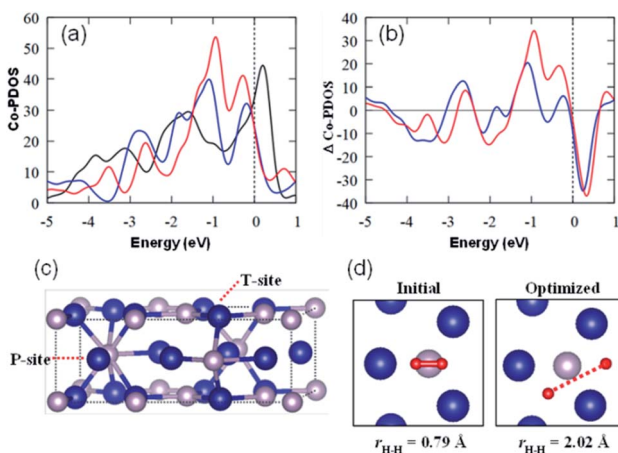 (a)
Co-PDOS
60
50
40
30
20
10
0
-5 -4 -3 -2 -1 0 1
Energy (eV)
(b)
Δ Co-PDOS
40
30
20
10
0
-10
-20
-30
-40
-5 -4 -3 -2 -1 0 1
Energy (eV)
(c)
T-site
P-site
(d)
Initial Optimized
r H-H = 0.79 Å r H-H = 2.02 Å